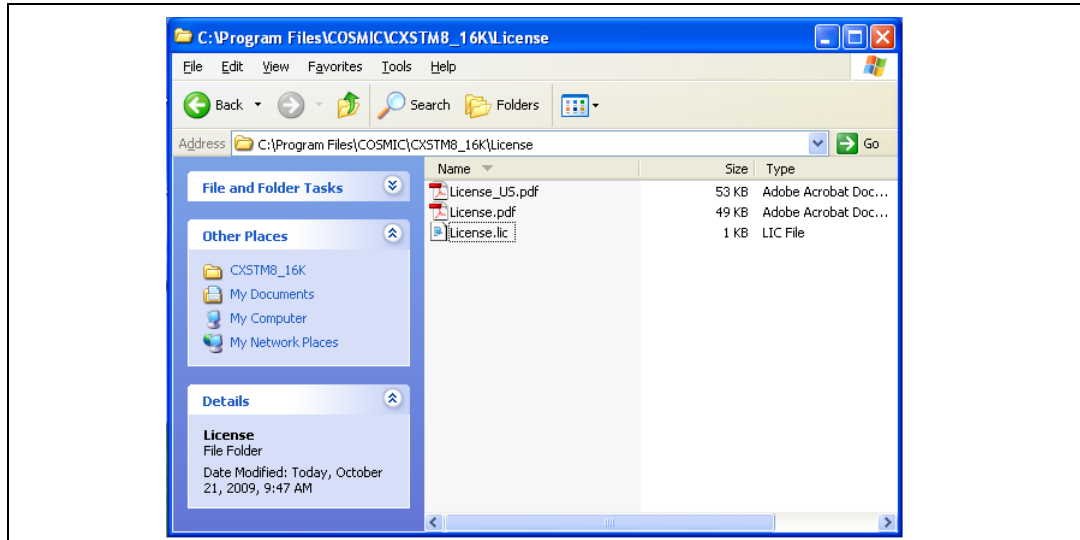 C:\Program Files\COSMIC\CXSTM8_16K\License
File Edit View Favorites Tools Help
Back Search Folders
Address C:\Program Files\COSMIC\CXSTM8_16K\License Go
Name Size Type
File and Folder Tasks
License_US.pdf 53 KB Adobe Acrobat Doc...
License.pdf 49 KB Adobe Acrobat Doc...
License.lic 1 KB LIC File
Other Places
CXSTM8_16K
My Documents
My Computer
My Network Places
Details
License
File Folder
Date Modified: Today, October
21, 2009, 9:47 AM